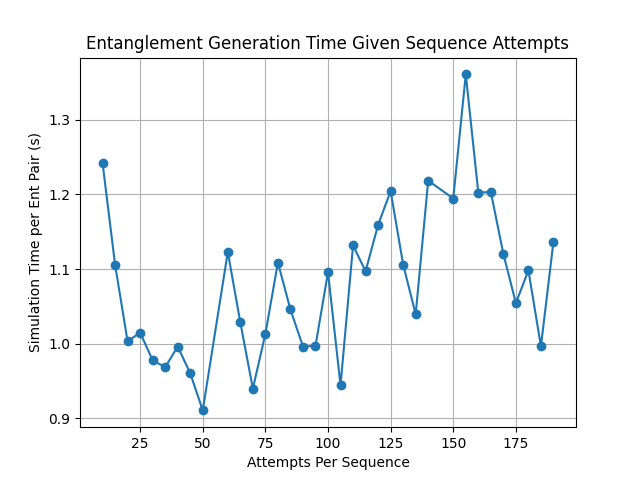 Entanglement Generation Time Given Sequence Attempts
Simulation Time per Ent Pair (s)
1.3
1.2
1.1
1.0
0.9
25 50 75 100 125 150 175
Attempts Per Sequence